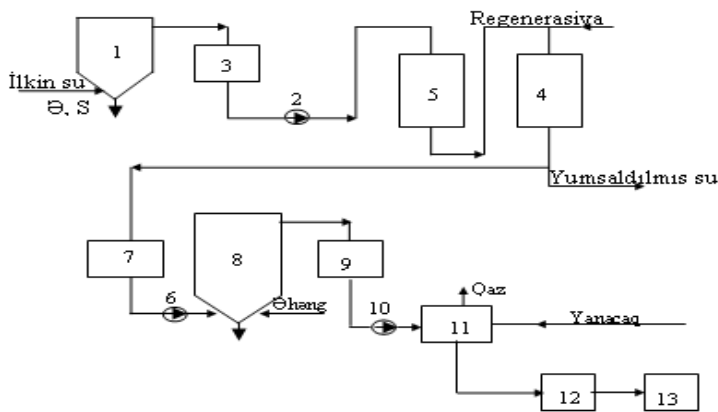 Regenerasiya
1
3
İlkin su
Ə, S
2
5
4
Yumsaldılmıs su
7
8
9
6
Əhəng
10
Qaz
11
Yanacaq
12
13